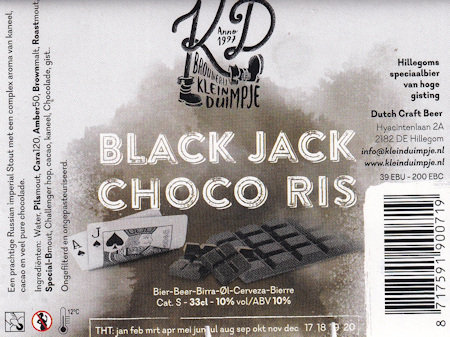 Een prachtige Russian imperial Stout met een complex aroma van kaneel,
cacao en veel pure chocolade.
Ingrediënten: Water, Pilsmout, Cara120, Amber50, Brownmalt, Roastmout,
Special-Bmout, Challenger hop, cacao, kaneel, Chocolade, gist.
Ongefilterd en ongepasteuriseerd.
KD
Anno
1997
BROUWERIJ
KLEIN
DUIMPJE
BLACK JACK
CHOCO RIS
A
J
Bier-Beer-Birra-Øl-Cerveza-Bierre
Cat. S - 33cl - 10% vol/ABV 10%
12°C
THT: jan feb mrt apr mei jun jul aug sep okt nov dec 17 18 19 20
Hillegoms
speciaalbier
van hoge
gisting
Dutch Craft Beer
Hyacintenlaan 2A
2182 DE Hillegom
info@kleinduimpje.nl
www.kleinduimpje.nl
39 EBU - 200 EBC
8 717591 900719